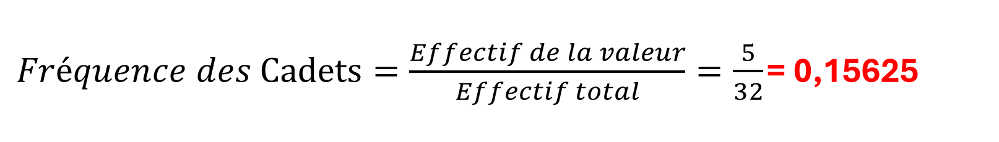 Fréquence des Cadets = Effectif de la valeur / Effectif total = 5 / 32 = 0,15625